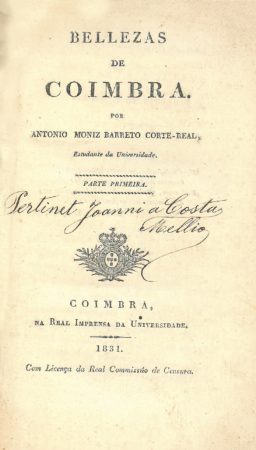 BELLEZAS
DE
COIMBRA.
POR
ANTONIO MONIZ BARRETO CORTE-REAL,
Estudante da Universidade.
PARTE PRIMEIRA.
Pertinet Joanni a Costa
Mellio
COIMBRA,
NA REAL IMPRENSA DA UNIVERSIDADE.
1831.
Com Licença da Real Commissão de Censura.